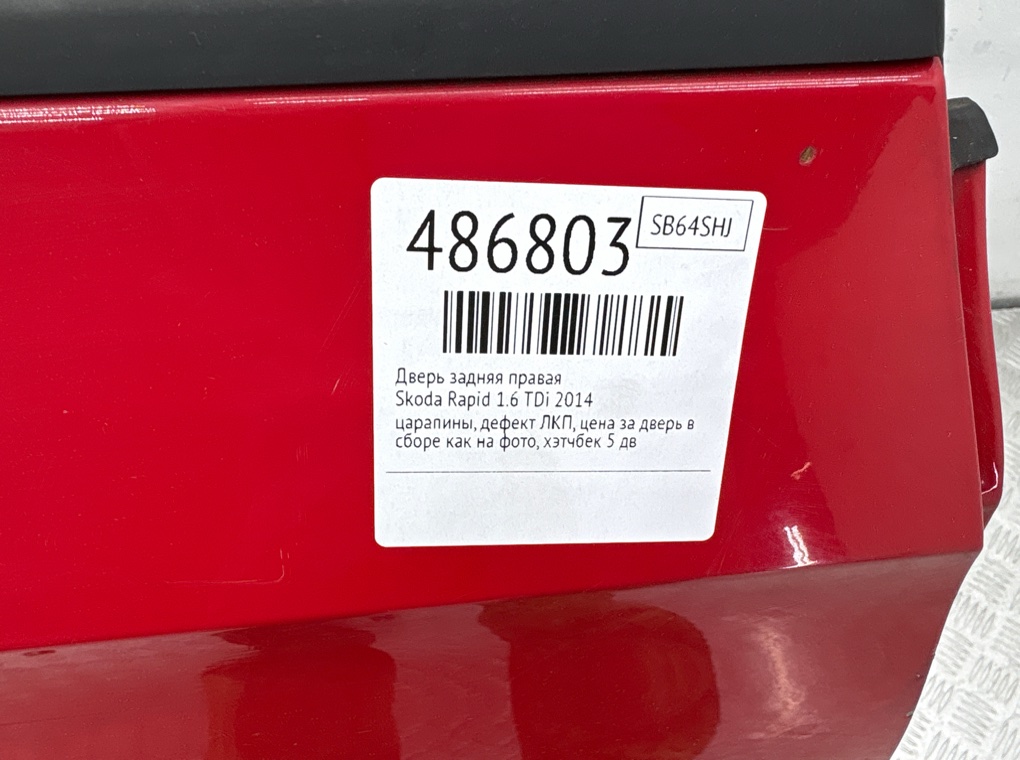 486803
SB64SHJ
Дверь задняя правая
Skoda Rapid 1.6 TDi 2014
царапины, дефект ЛКП, цена за дверь в
сборе как на фото, хэтчбек 5 дв